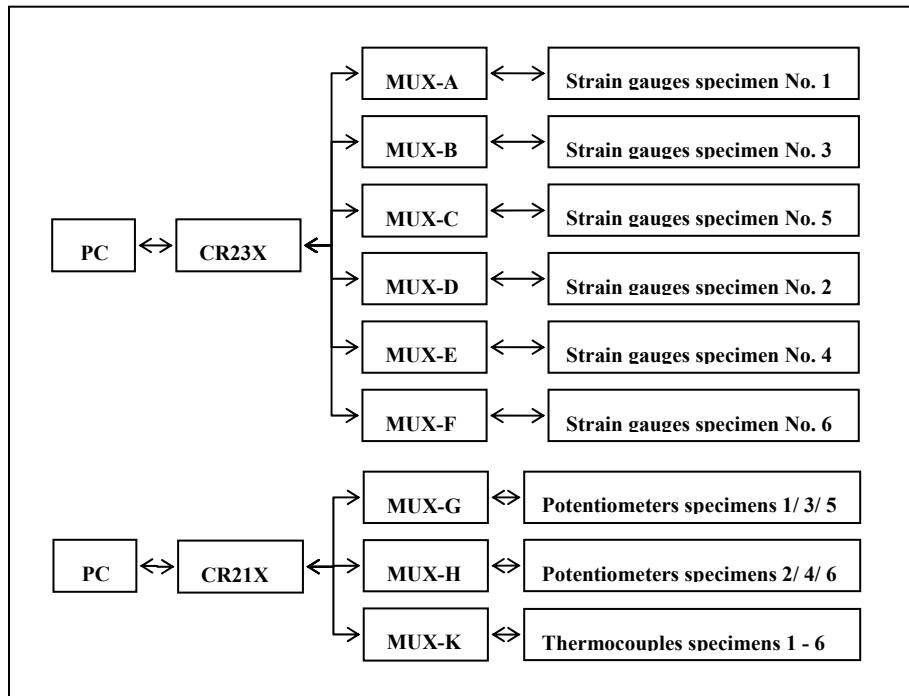 MUX-A
Strain gauges specimen No. 1
MUX-B
Strain gauges specimen No. 3
MUX-C
Strain gauges specimen No. 5
PC
CR23X
MUX-D
Strain gauges specimen No. 2
MUX-E
Strain gauges specimen No. 4
MUX-F
Strain gauges specimen No. 6
MUX-G
Potentiometers specimens 1/ 3/ 5
PC
CR21X
MUX-H
Potentiometers specimens 2/ 4/ 6
MUX-K
Thermocouples specimens 1 - 6